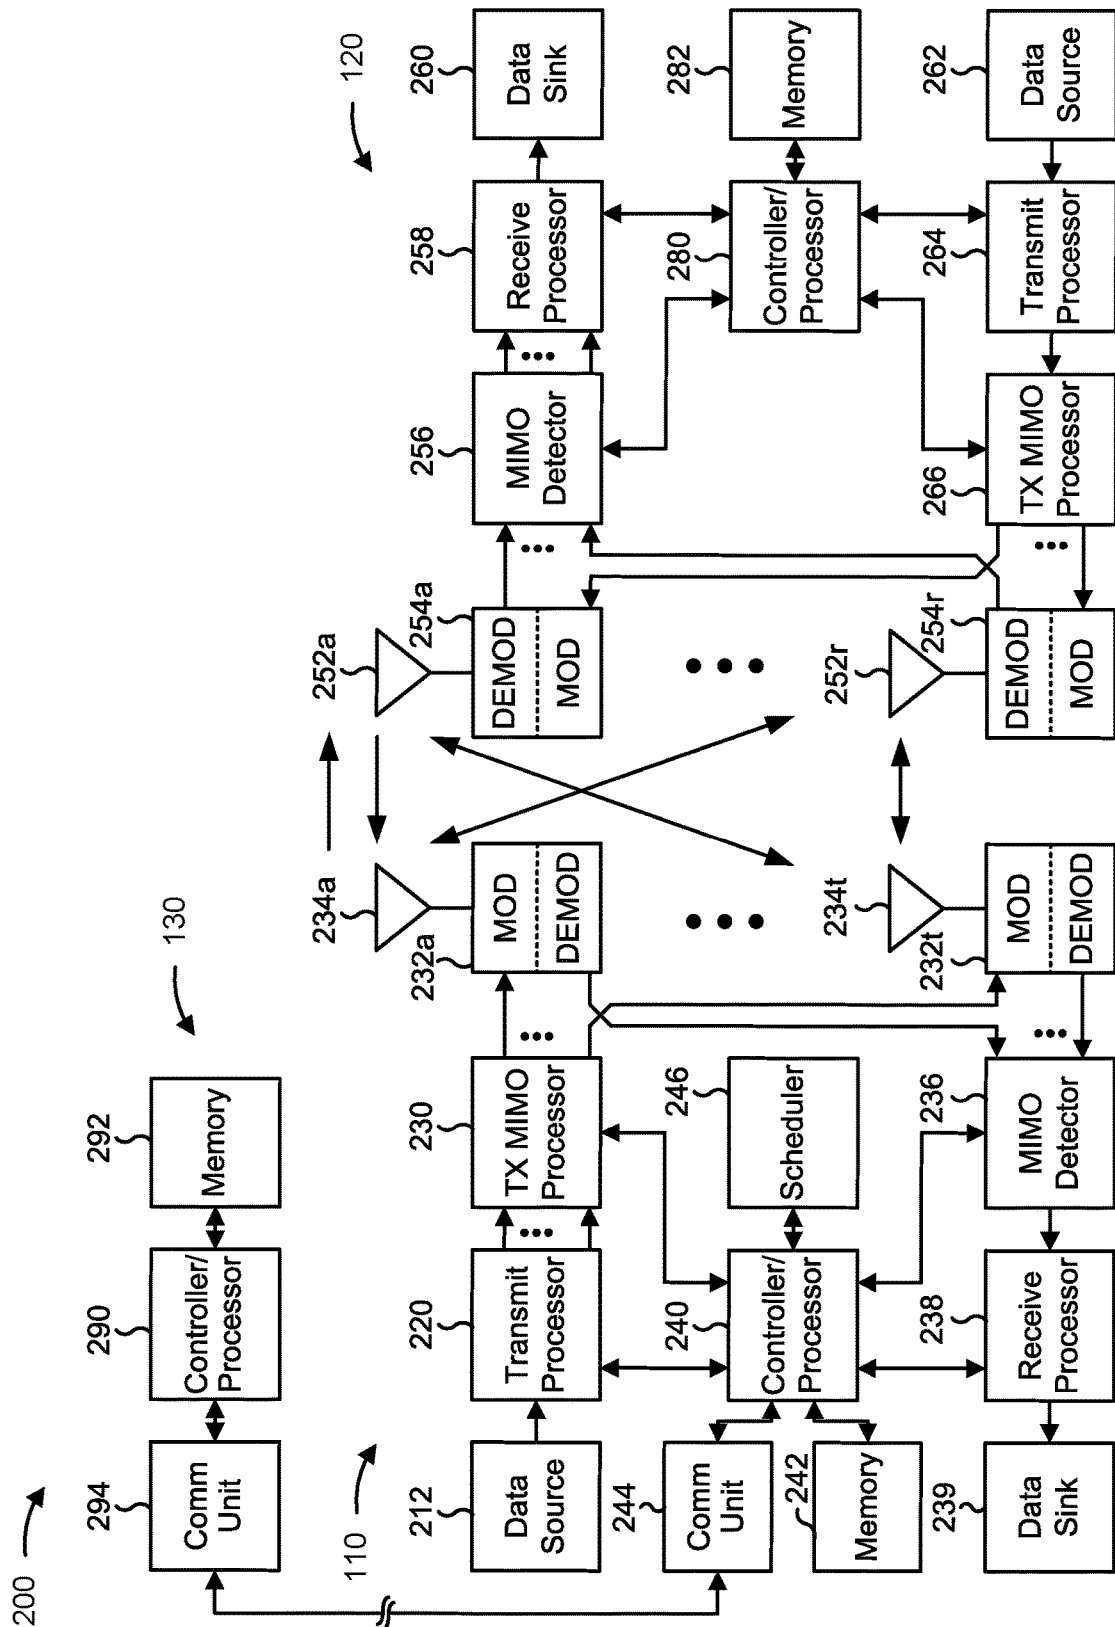 200
294
Comm
Unit
290
Controller/
Processor
292
Memory
130
110
212
Data
Source
220
Transmit
Processor
230
TX MIMO
Processor
232a
MOD
DEMOD
234a
252a
254a
DEMOD
MOD
256
MIMO
Detector
258
Receive
Processor
260
Data
Sink
120
244
Comm
Unit
242
Memory
240
Controller/
Processor
246
Scheduler
280
Controller/
Processor
282
Memory
239
Data
Sink
238
Receive
Processor
236
MIMO
Detector
232t
MOD
DEMOD
234t
252r
254r
DEMOD
MOD
266
TX MIMO
Processor
264
Transmit
Processor
262
Data
Source